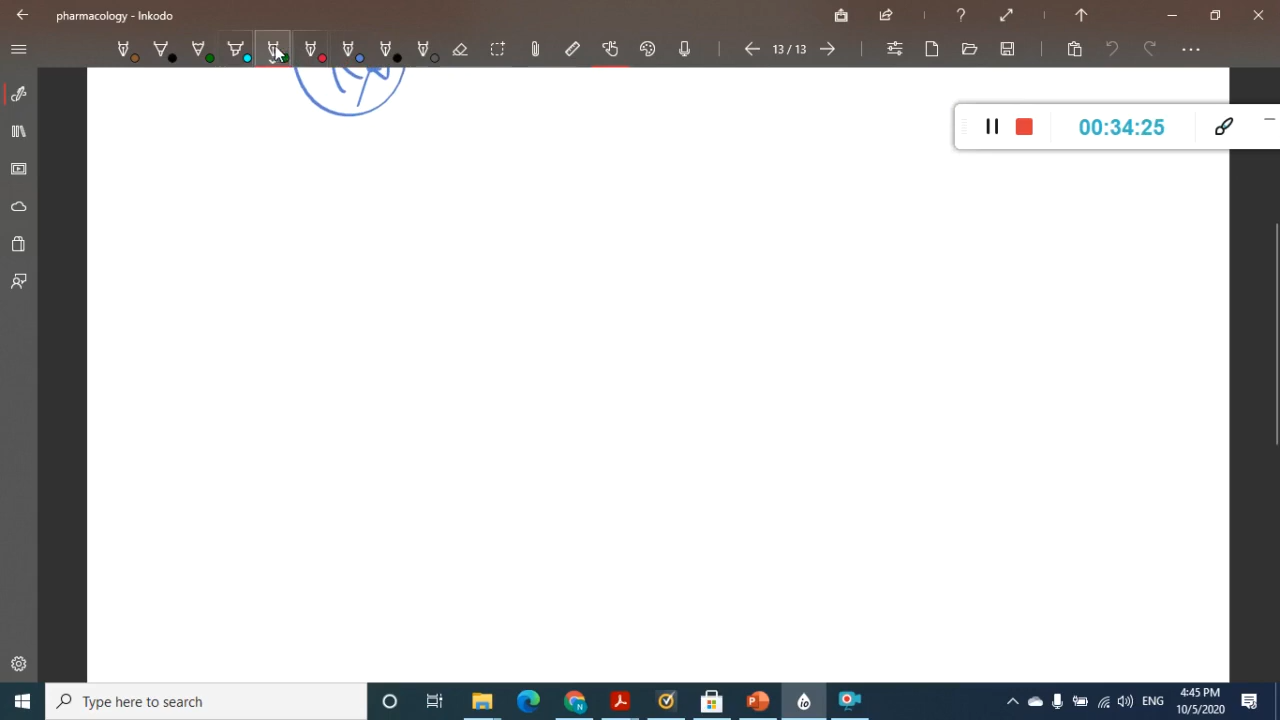 pharmacology - Inkodo
13 / 13
00:34:25
Type here to search
ENG
4:45 PM
10/5/2020